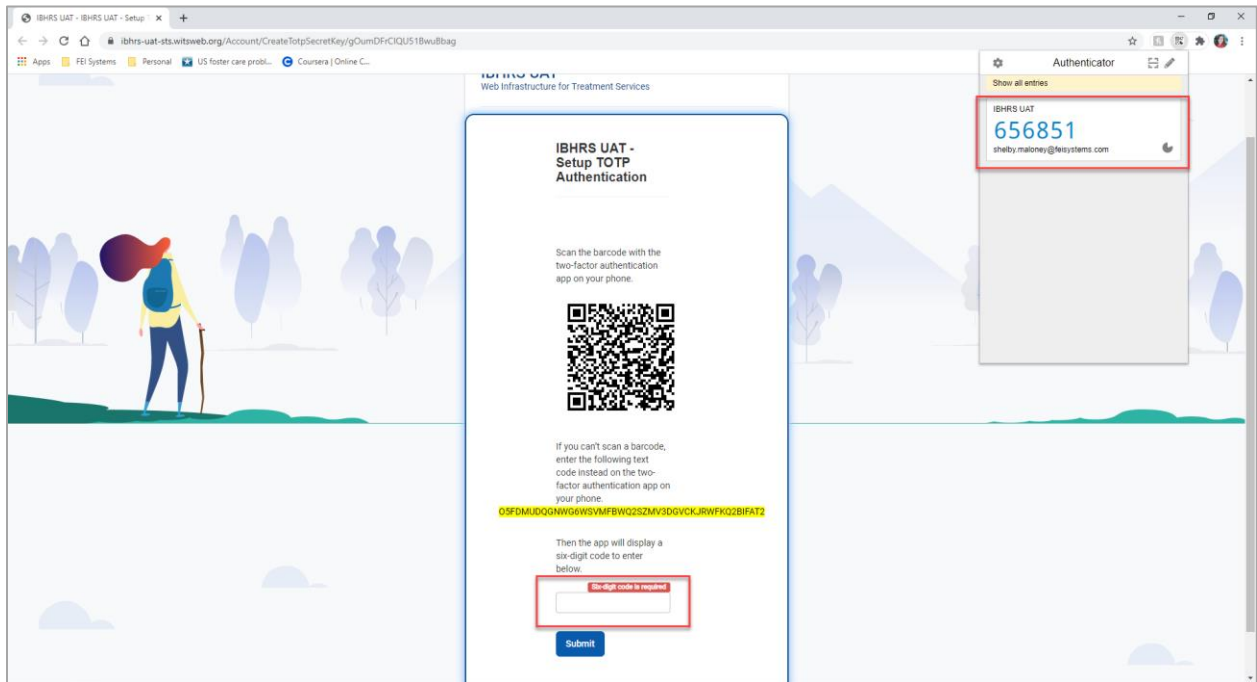 IBHRS UAT - IBHRS UAT - Setup
ibhrs-uat-sts.witsweb.org/Account/CreateTotpSecretKey/gOumDFrCIQU51BwuBbag
Apps FEI Systems Personal US foster care probl... Coursera | Online C...
IBHRS UAT
Web Infrastructure for Treatment Services
IBHRS UAT -
Setup TOTP
Authentication
Scan the barcode with the
two-factor authentication
app on your phone.
If you can't scan a barcode,
enter the following text
code instead on the two-
factor authentication app on
your phone.
O5FDMUDQGNWG6WSVMFBWQ2SZMV3DGVCKJRWFKQ2BIFAT2
Then the app will display a
six-digit code to enter
below.
Six-digit code is required
Submit
Authenticator
Show all entries
IBHRS UAT
656851
shelby.maloney@feisystems.com